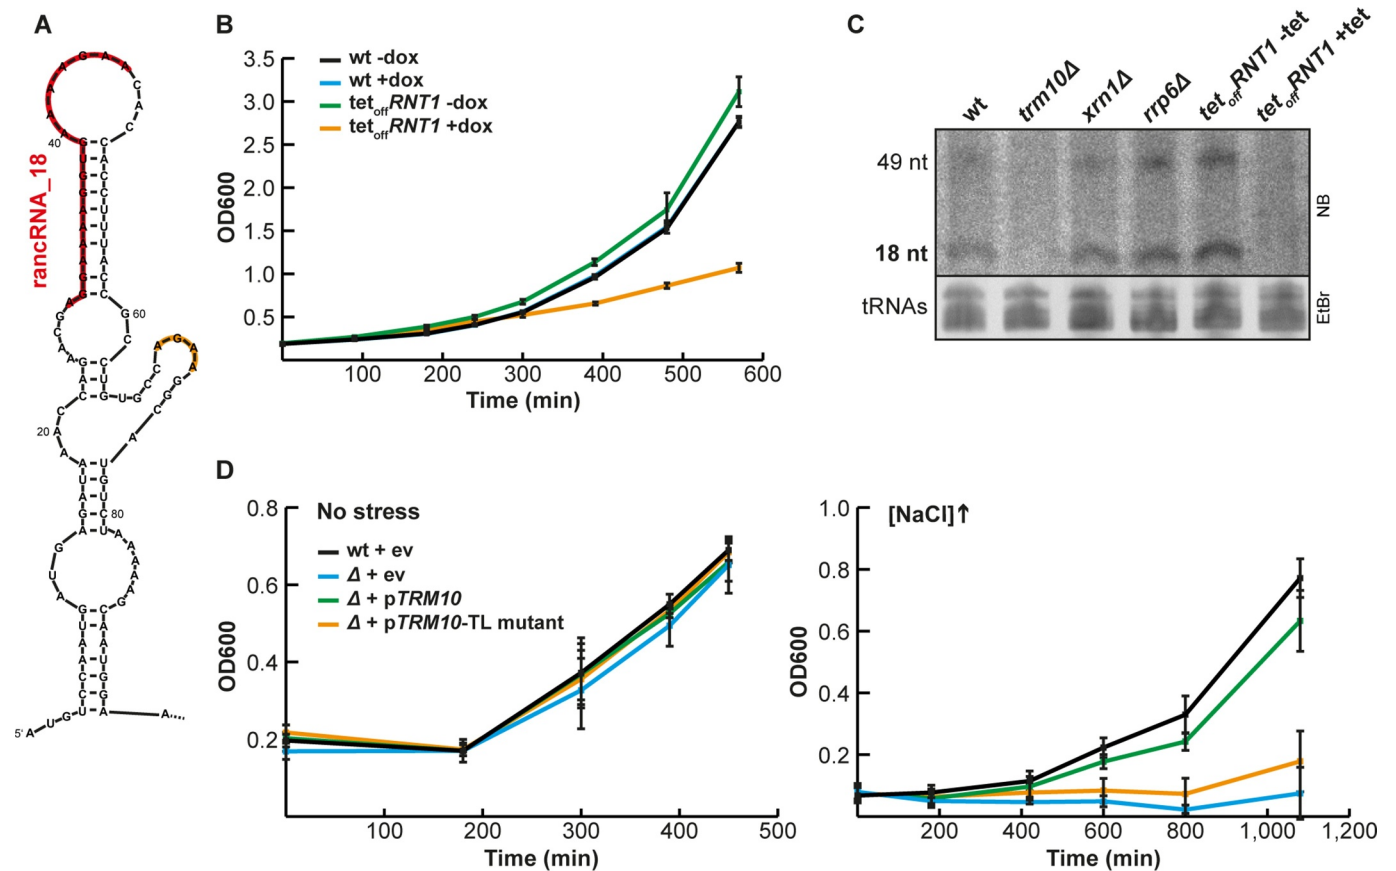 A
rancRNA_18
40
60
20
80
5'
B
wt -dox
wt +dox
tetoffRNT1 -dox
tetoffRNT1 +dox
3.5
3.0
2.5
2.0
1.5
1.0
0.5
OD600
100 200 300 400 500 600
Time (min)
C
wt trm10Δ xrn1Δ rrp6Δ tetoffRNT1 -tet tetoffRNT1 +tet
49 nt
18 nt
NB
tRNAs
EtBr
D
No stress
wt + ev
Δ + ev
Δ + pTRM10
Δ + pTRM10-TL mutant
0.8
0.6
0.4
0.2
OD600
100 200 300 400 500
Time (min)
[NaCl]↑
1.0
0.8
0.6
0.4
0.2
OD600
200 400 600 800 1,000 1,200
Time (min)